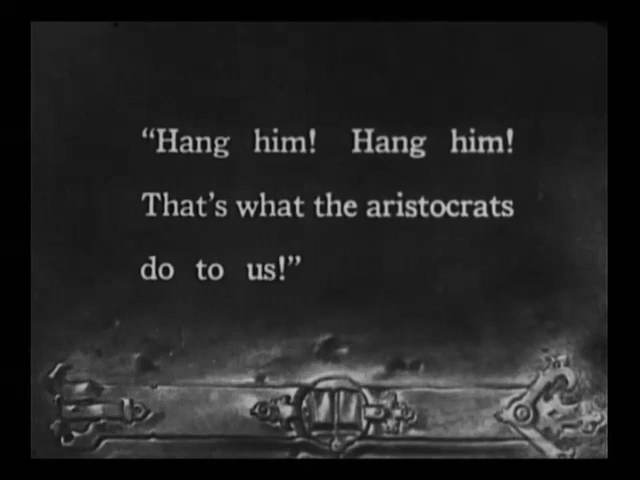 “Hang him! Hang him!
That’s what the aristocrats
do to us!”